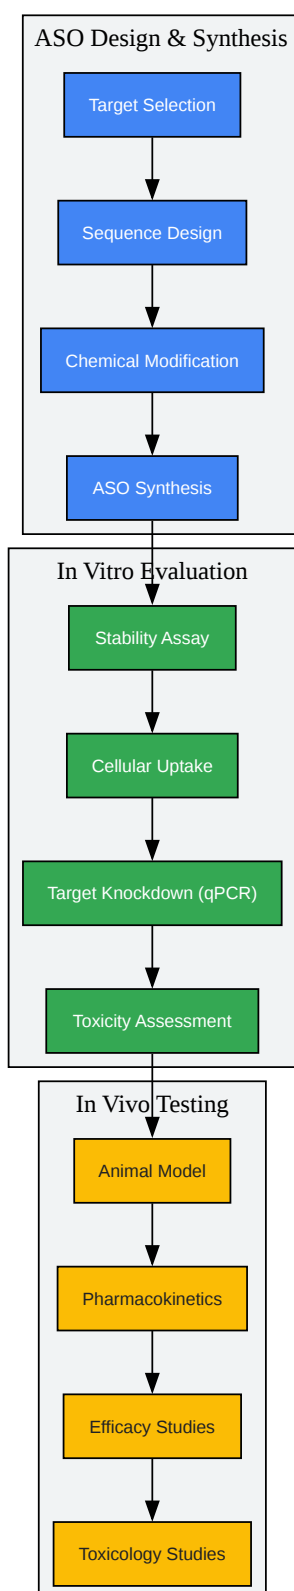 ASO Design & Synthesis
Target Selection
Sequence Design
Chemical Modification
ASO Synthesis
In Vitro Evaluation
Stability Assay
Cellular Uptake
Target Knockdown (qPCR)
Toxicity Assessment
In Vivo Testing
Animal Model
Pharmacokinetics
Efficacy Studies
Toxicology Studies